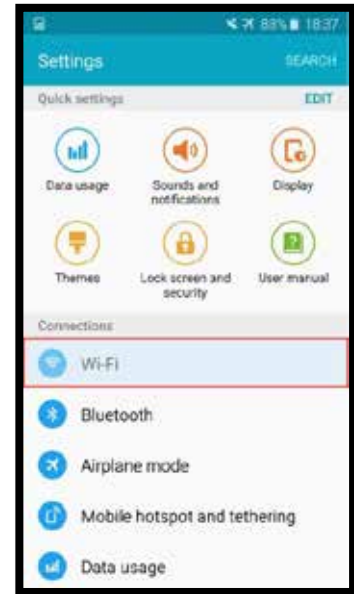 83% 18:37
Settings SEARCH
Quick settings EDIT
Data usage
Sounds and notifications
Display
Themes
Lock screen and security
User manual
Connections
Wi-Fi
Bluetooth
Airplane mode
Mobile hotspot and tethering
Data usage